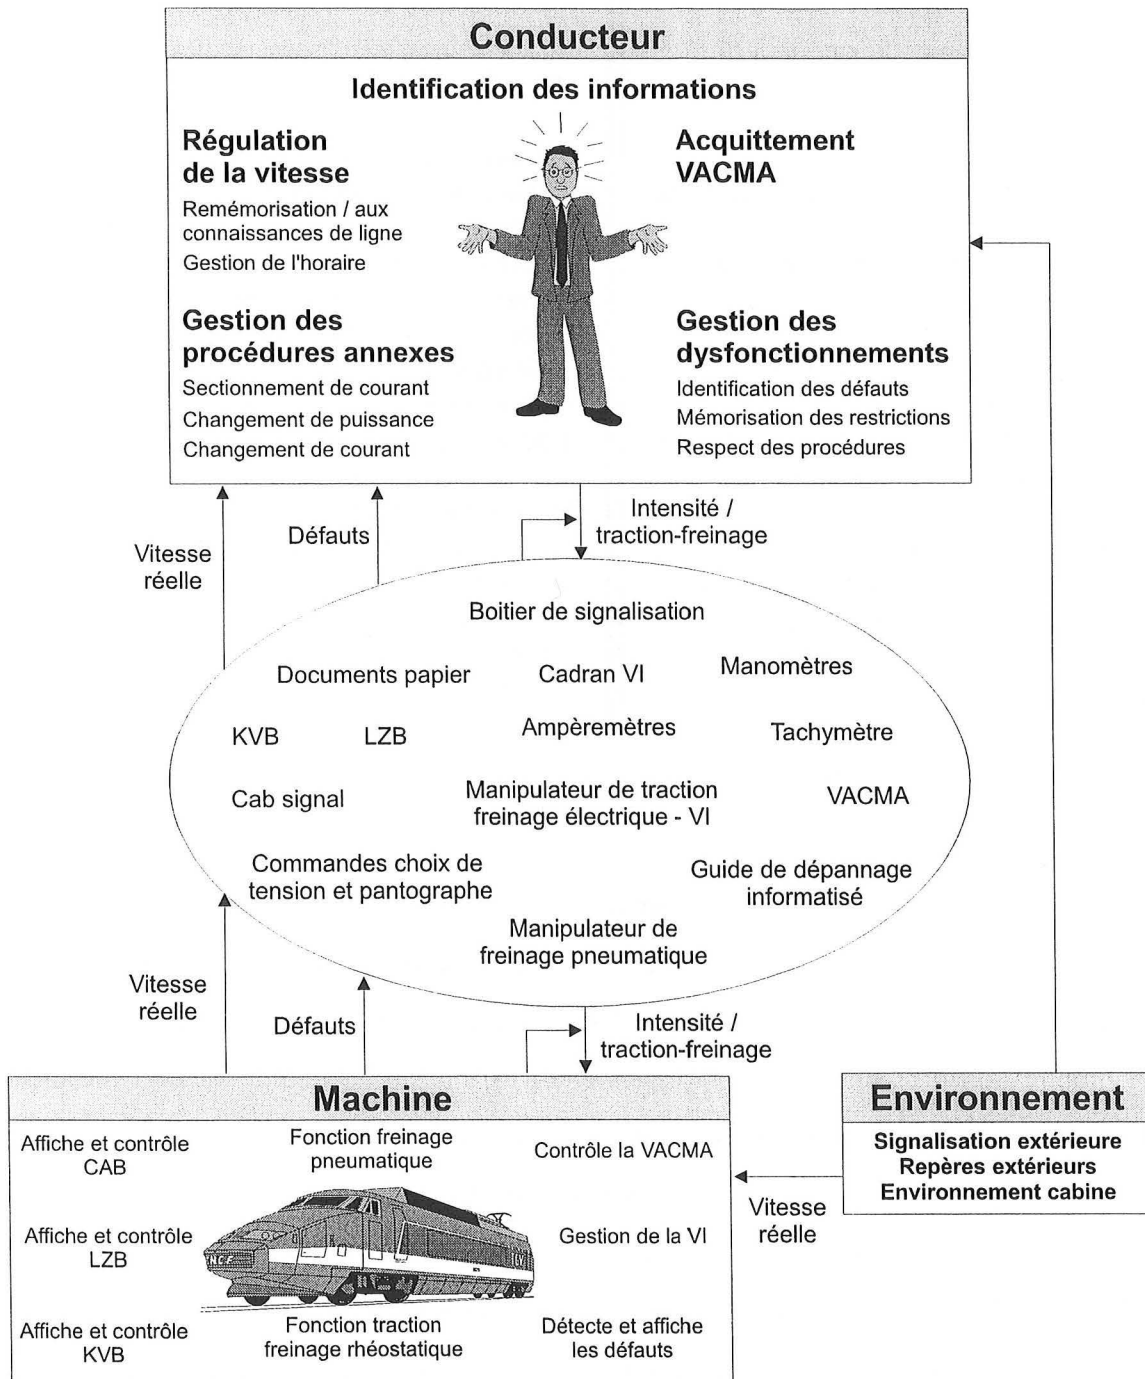 Conducteur
Identification des informations
Régulation
de la vitesse
Remémorisation / aux
connaissances de ligne
Gestion de l'horaire
Acquittement
VACMA
Gestion des
procédures annexes
Sectionnement de courant
Changement de puissance
Changement de courant
Gestion des
dysfonctionnements
Identification des défauts
Mémorisation des restrictions
Respect des procédures
Vitesse
réelle
Défauts
Intensité /
traction-freinage
Boitier de signalisation
Documents papier
Cadran VI
Manomètres
KVB
LZB
Ampèremètres
Tachymètre
Cab signal
Manipulateur de traction
freinage électrique - VI
VACMA
Commandes choix de
tension et pantographe
Guide de dépannage
informatisé
Manipulateur de
freinage pneumatique
Vitesse
réelle
Défauts
Intensité /
traction-freinage
Machine
Affiche et contrôle
CAB
Fonction freinage
pneumatique
Contrôle la VACMA
Affiche et contrôle
LZB
Gestion de la VI
Affiche et contrôle
KVB
Fonction traction
freinage rhéostatique
Détecte et affiche
les défauts
Vitesse
réelle
Environnement
Signalisation extérieure
Repères extérieurs
Environnement cabine